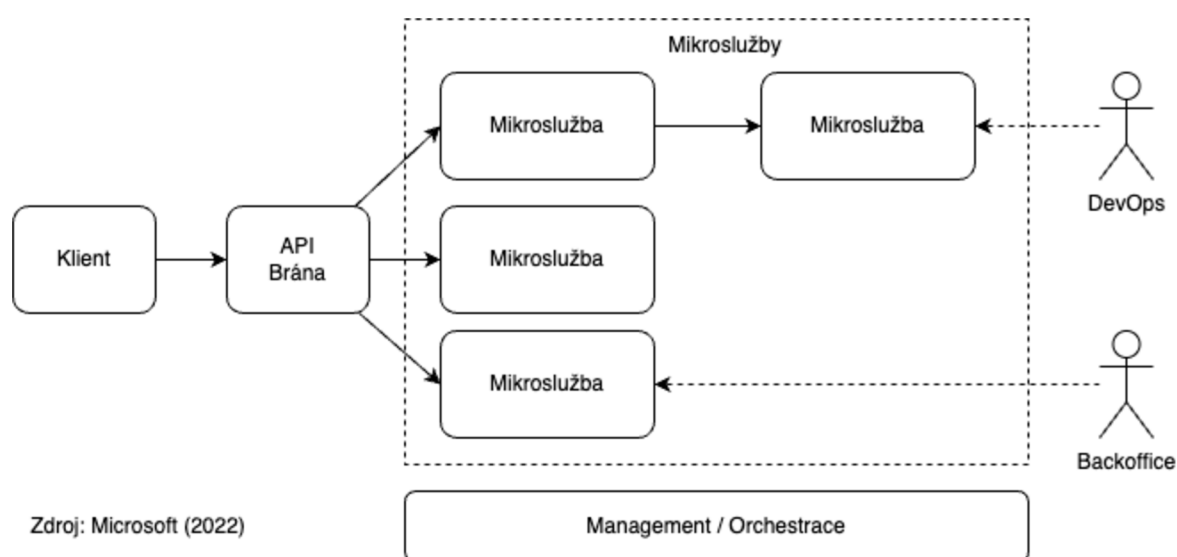 Mikroslužby
Mikroslužba
Mikroslužba
DevOps
Klient
API
Brána
Mikroslužba
Mikroslužba
Backoffice
Zdroj: Microsoft (2022)
Management / Orchestrace